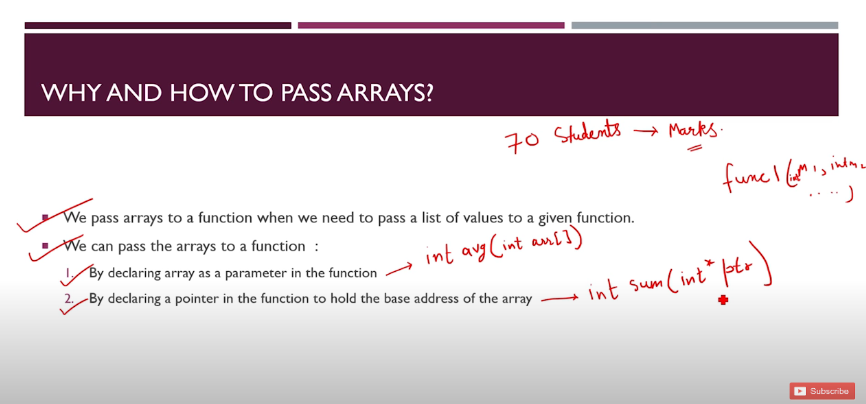 WHY AND HOW TO PASS ARRAYS?
70 Students → Marks.
func1(int m1, int m2
....)
We pass arrays to a function when we need to pass a list of values to a given function.
We can pass the arrays to a function :
1. By declaring array as a parameter in the function → int avg(int arr[])
2. By declaring a pointer in the function to hold the base address of the array → int sum(int* ptr)
Subscribe